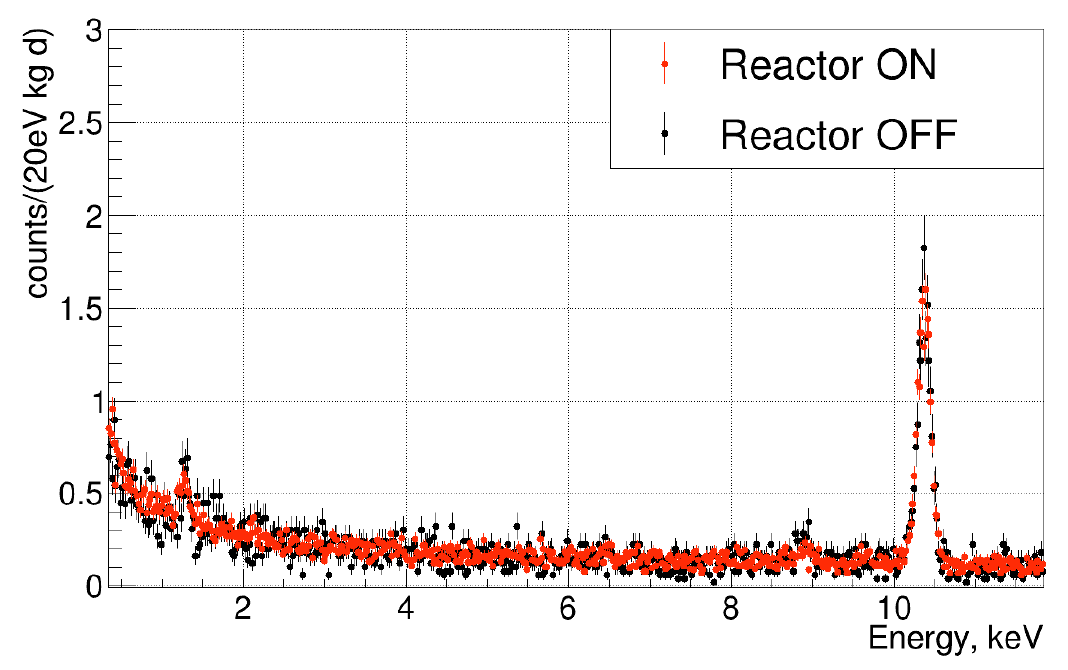 counts/(20eV kg d)
3
2.5
2
1.5
1
0.5
0
Reactor ON
Reactor OFF
2 4 6 8 10
Energy, keV